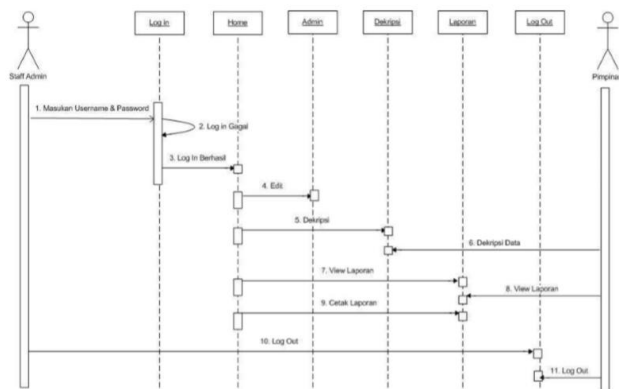 Log in
Home
Admin
Dekripsi
Laporan
Log Out
Staff Admin
Pimpinan
1. Masukan Username & Password
2. Log in Gagal
3. Log In Berhasil
4. Edit
5. Dekripsi
6. Dekripsi Data
7. View Laporan
8. View Laporan
9. Cetak Laporan
10. Log Out
11. Log Out